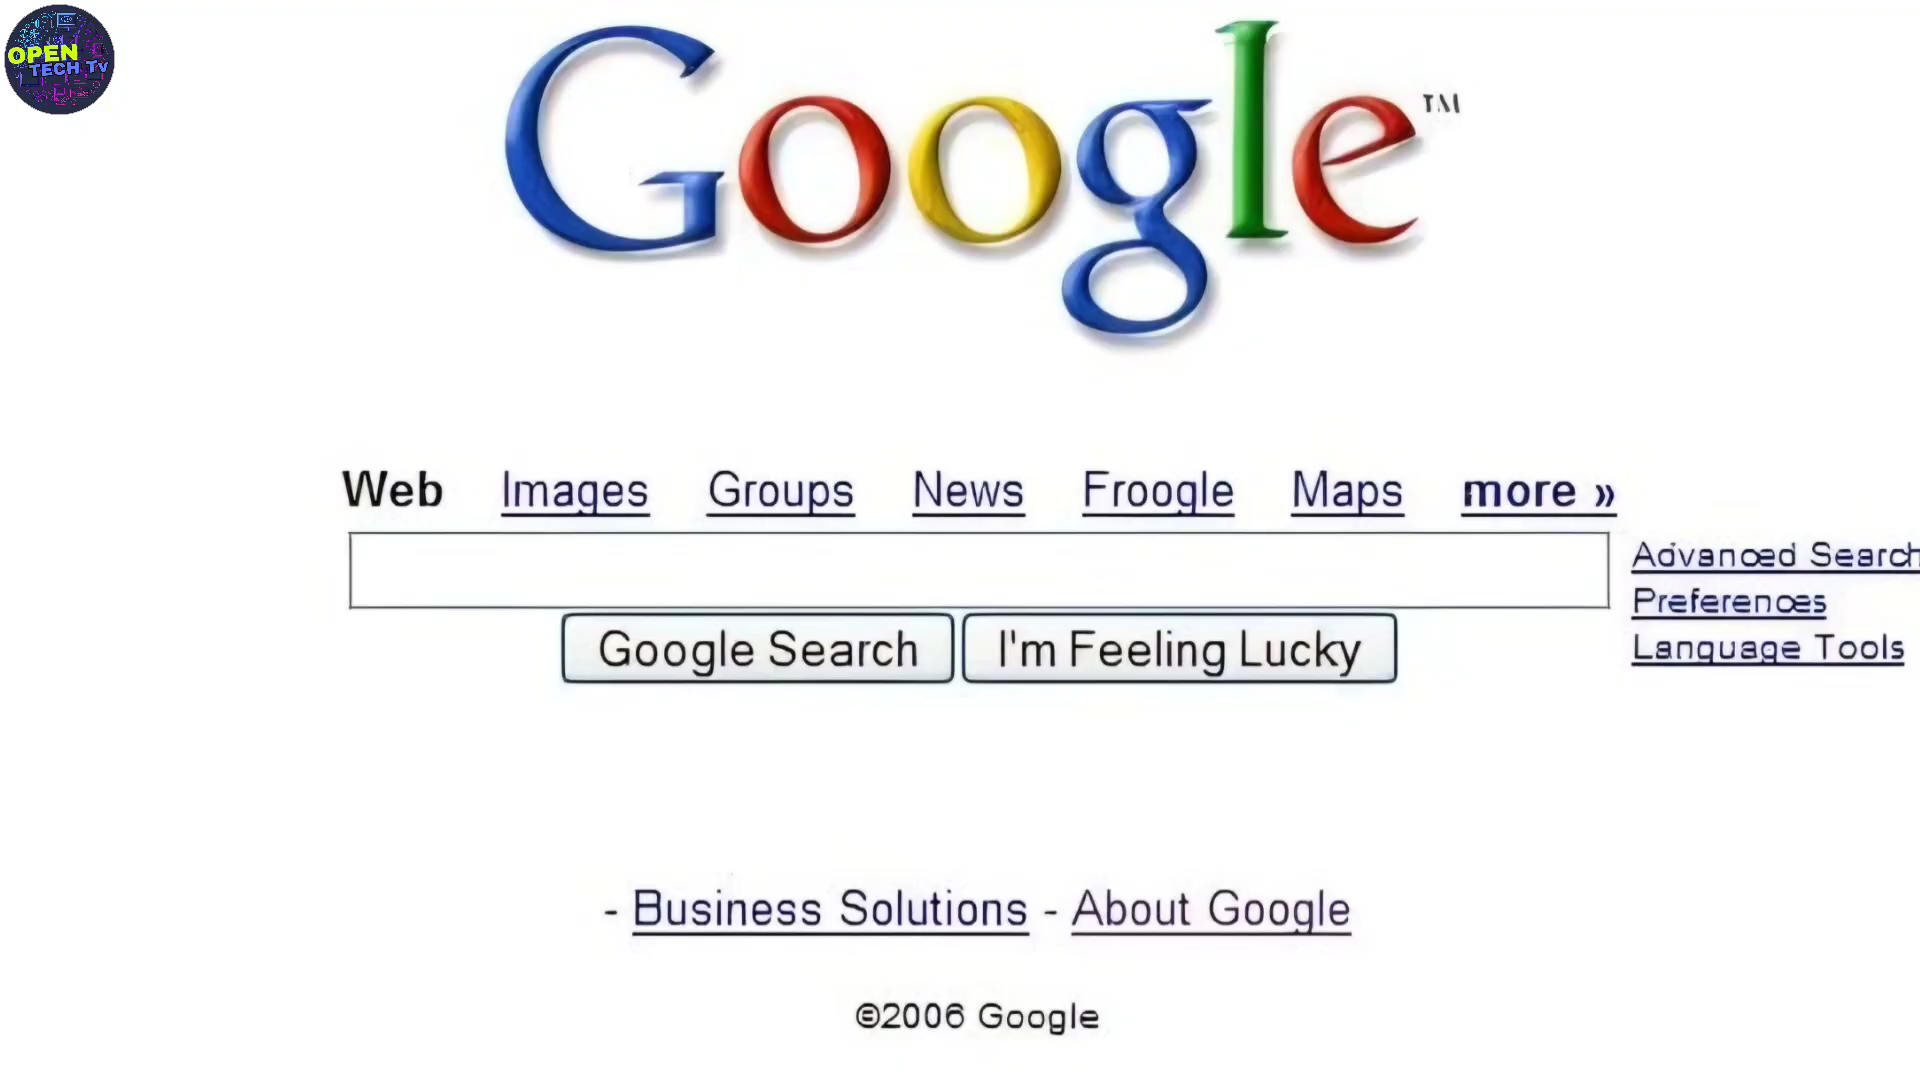 OPEN
TECH TV
Google™
Web Images Groups News Froogle Maps more »
Advanced Search
Preferences
Language Tools
Google Search I'm Feeling Lucky
- Business Solutions - About Google
©2006 Google